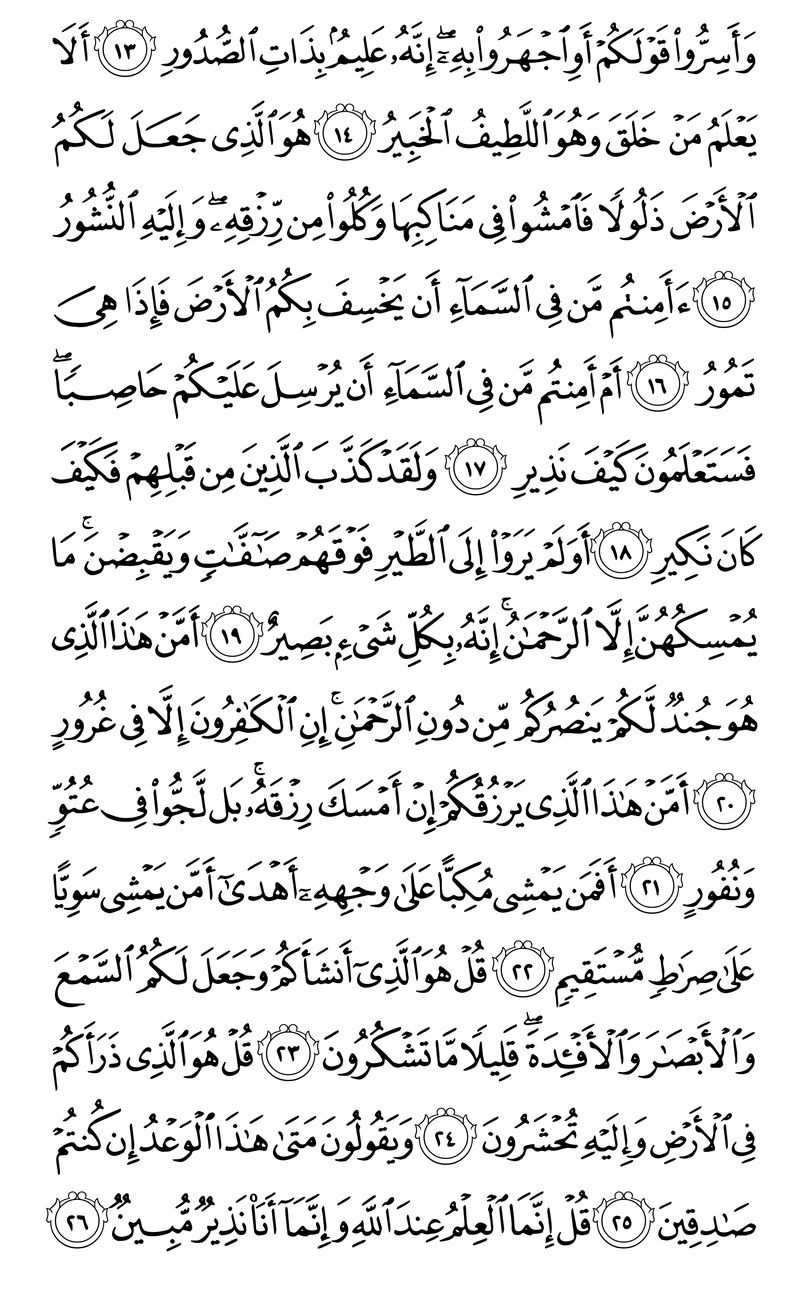 وَأَسِرُّوا۟ قَوْلَكُمْ أَوِ ٱجْهَرُوا۟ بِهِۦٓ ۖ إِنَّهُۥ عَلِيمٌۢ بِذَاتِ ٱلصُّدُورِ ١٣ أَلَا
يَعْلَمُ مَنْ خَلَقَ وَهُوَ ٱللَّطِيفُ ٱلْخَبِيرُ ١٤ هُوَ ٱلَّذِى جَعَلَ لَكُمُ
ٱلْأَرْضَ ذَلُولًا فَٱمْشُوا۟ فِى مَنَاكِبِهَا وَكُلُوا۟ مِن رِّزْقِهِۦ ۖ وَإِلَيْهِ ٱلنُّشُورُ
١٥ ءَأَمِنتُم مَّن فِى ٱلسَّمَآءِ أَن يَخْسِفَ بِكُمُ ٱلْأَرْضَ فَإِذَا هِىَ
تَمُورُ ١٦ أَمْ أَمِنتُم مَّن فِى ٱلسَّمَآءِ أَن يُرْسِلَ عَلَيْكُمْ حَاصِبًا ۖ
فَسَتَعْلَمُونَ كَيْفَ نَذِيرِ ١٧ وَلَقَدْ كَذَّبَ ٱلَّذِينَ مِن قَبْلِهِمْ فَكَيْفَ
كَانَ نَكِيرِ ١٨ أَوَلَمْ يَرَوْا۟ إِلَى ٱلطَّيْرِ فَوْقَهُمْ صَٰٓفَّٰتٍ وَيَقْبِضْنَ ۚ مَا
يُمْسِكُهُنَّ إِلَّا ٱلرَّحْمَٰنُ ۚ إِنَّهُۥ بِكُلِّ شَىْءٍۭ بَصِيرٌ ١٩ أَمَّنْ هَٰذَا ٱلَّذِى
هُوَ جُندٌ لَّكُمْ يَنصُرُكُم مِّن دُونِ ٱلرَّحْمَٰنِ ۚ إِنِ ٱلْكَٰفِرُونَ إِلَّا فِى غُرُورٍ
٢٠ أَمَّنْ هَٰذَا ٱلَّذِى يَرْزُقُكُمْ إِنْ أَمْسَكَ رِزْقَهُۥ ۚ بَل لَّجُّوا۟ فِى عُتُوٍّ
وَنُفُورٍ ٢١ أَفَمَن يَمْشِى مُكِبًّا عَلَىٰ وَجْهِهِۦٓ أَهْدَىٰٓ أَمَّن يَمْشِى سَوِيًّا
عَلَىٰ صِرَٰطٍ مُّسْتَقِيمٍ ٢٢ قُلْ هُوَ ٱلَّذِىٓ أَنشَأَكُمْ وَجَعَلَ لَكُمُ ٱلسَّمْعَ
وَٱلْأَبْصَٰرَ وَٱلْأَفْـِٔدَةَ ۖ قَلِيلًا مَّا تَشْكُرُونَ ٢٣ قُلْ هُوَ ٱلَّذِى ذَرَأَكُمْ
فِى ٱلْأَرْضِ وَإِلَيْهِ تُحْشَرُونَ ٢٤ وَيَقُولُونَ مَتَىٰ هَٰذَا ٱلْوَعْدُ إِن كُنتُمْ
صَٰدِقِينَ ٢٥ قُلْ إِنَّمَا ٱلْعِلْمُ عِندَ ٱللَّهِ وَإِنَّمَآ أَنَا۠ نَذِيرٌ مُّبِينٌ ٢٦